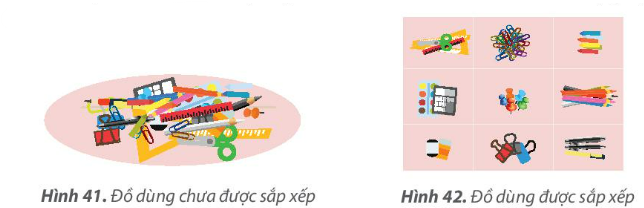 Hình 41. Đồ dùng chưa được sắp xếp
Hình 42. Đồ dùng được sắp xếp